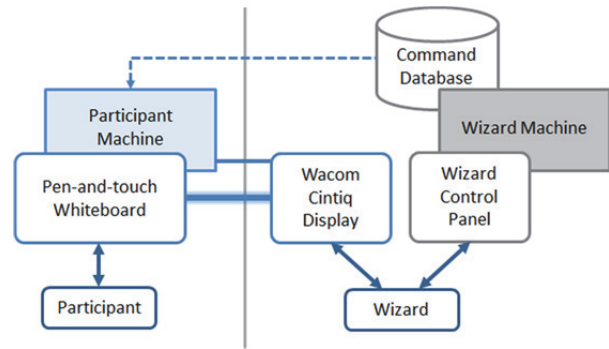 Command
Database
Participant
Machine
Wizard Machine
Pen-and-touch
Whiteboard
Wacom
Cintiq
Display
Wizard
Control
Panel
Participant
Wizard